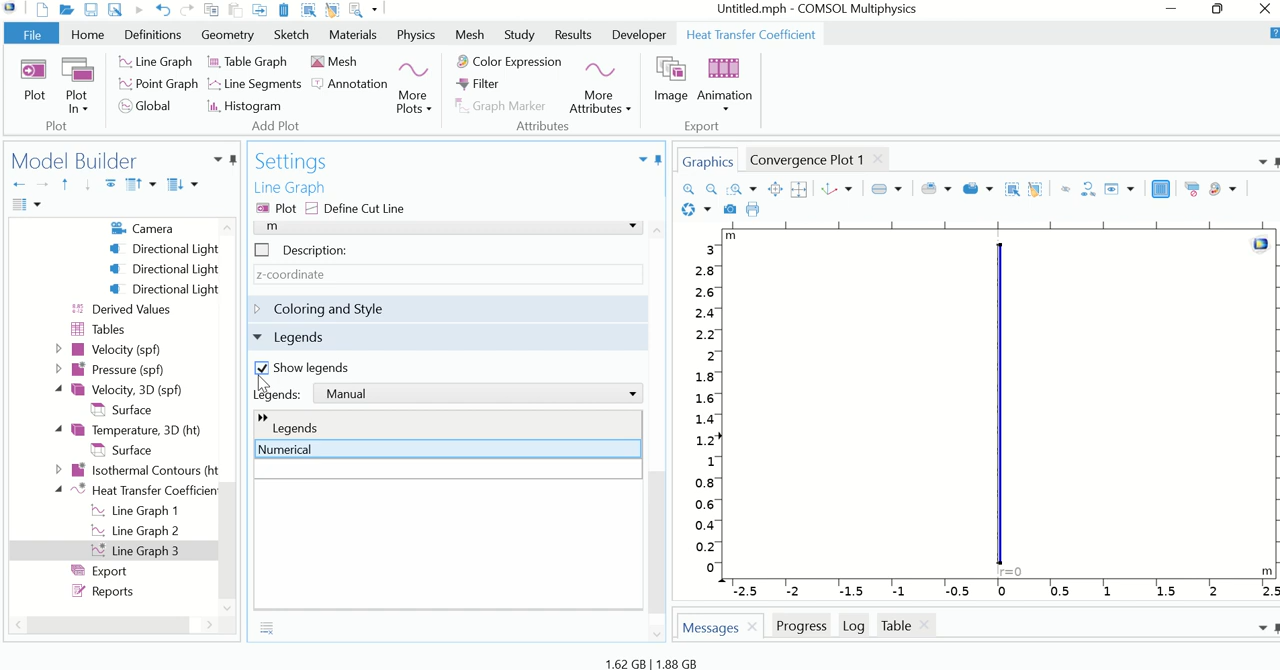 Untitled.mph - COMSOL Multiphysics
File Home Definitions Geometry Sketch Materials Physics Mesh Study Results Developer Heat Transfer Coefficient
Line Graph Table Graph Mesh Color Expression
Point Graph Line Segments Annotation Filter
Global Histogram Graph Marker
Plot Plot In More Plots More Attributes Image Animation
Plot Add Plot Attributes Export
Model Builder
Camera
Directional Light
Directional Light
Directional Light
Derived Values
Tables
Velocity (spf)
Pressure (spf)
Velocity, 3D (spf)
Surface
Temperature, 3D (ht)
Surface
Isothermal Contours (ht
Heat Transfer Coefficien
Line Graph 1
Line Graph 2
Line Graph 3
Export
Reports
Settings
Line Graph
Plot Define Cut Line
m
Description:
z-coordinate
Coloring and Style
Legends
Show legends
Legends: Manual
Legends
Numerical
Graphics Convergence Plot 1
m
3
2.8
2.6
2.4
2.2
2
1.8
1.6
1.4
1.2
1
0.8
0.6
0.4
0.2
0
r=0 m
-2.5 -2 -1.5 -1 -0.5 0 0.5 1 1.5 2 2.5
Messages Progress Log Table
1.62 GB | 1.88 GB